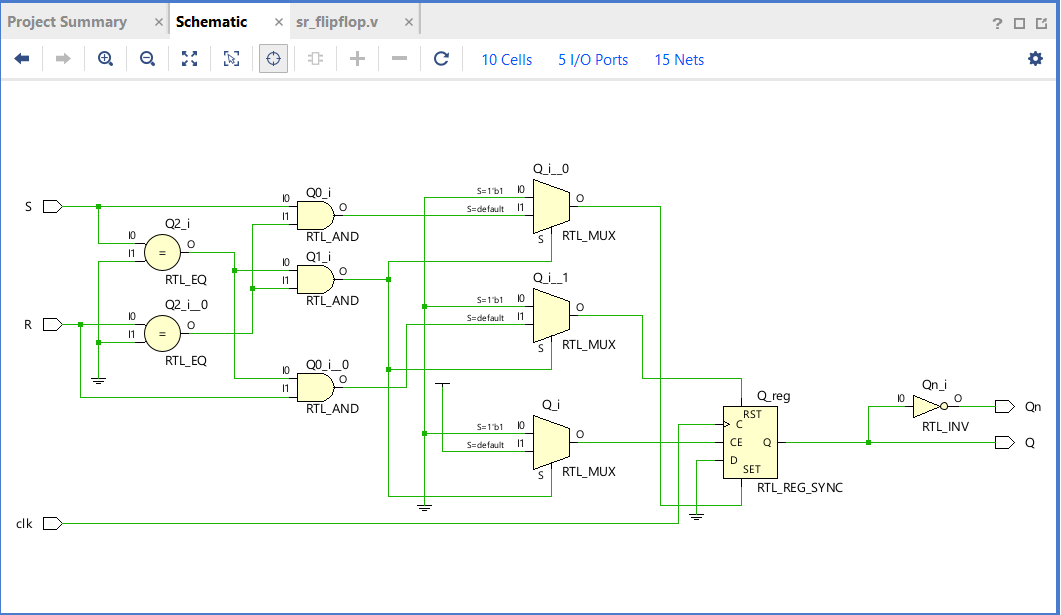 Project Summary × Schematic × sr_flipflop.v ×
?
10 Cells 5 I/O Ports 15 Nets
Q_i__0
S=1'b1 I0
O
S=default I1
S
RTL_MUX
S
Q0_i
I0
O
I1
RTL_AND
Q2_i
I0
O
I1
=
RTL_EQ
Q1_i
I0
O
I1
RTL_AND
Q_i__1
S=1'b1 I0
O
S=default I1
S
RTL_MUX
R
Q2_i__0
I0
O
I1
=
RTL_EQ
Q0_i__0
I0
O
I1
RTL_AND
Q_i
S=1'b1 I0
O
S=default I1
S
RTL_MUX
Q_reg
RST
C
CE Q
D
SET
RTL_REG_SYNC
Qn_i
I0 O
RTL_INV
Qn
Q
clk